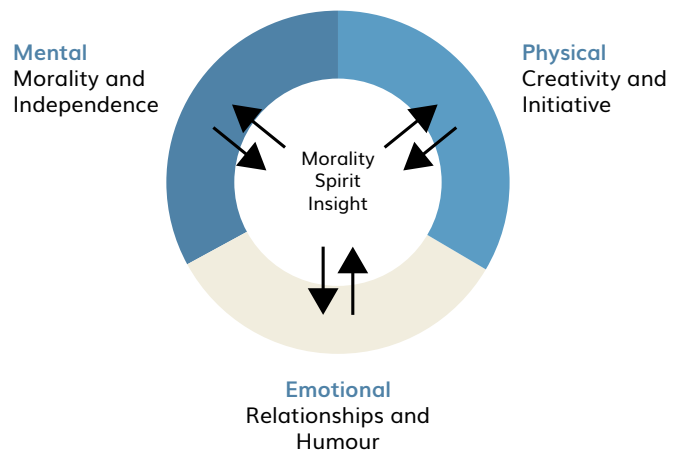 Mental
Morality and
Independence
Physical
Creativity and
Initiative
Morality
Spirit
Insight
Emotional
Relationships and
Humour